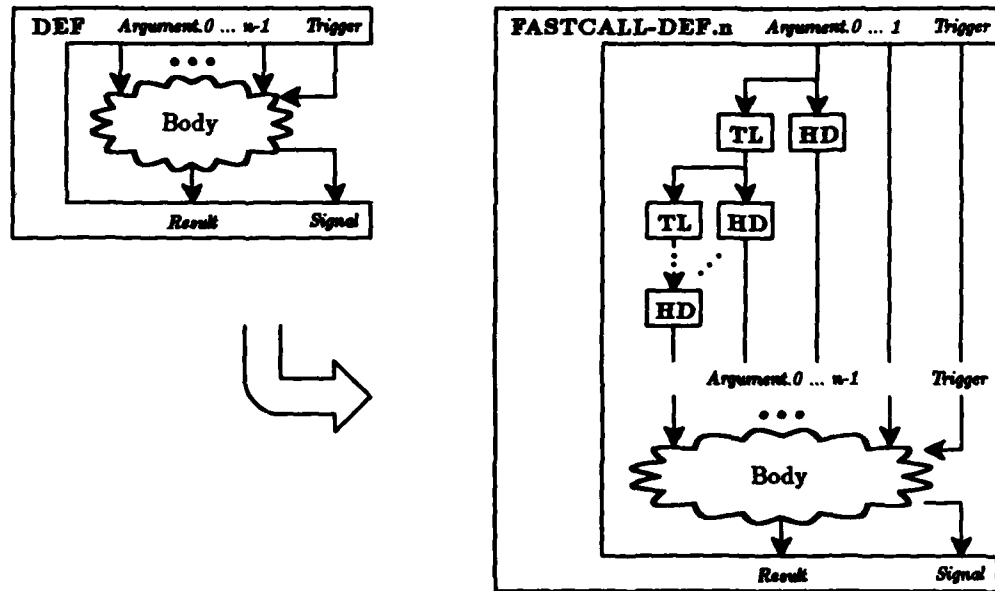 DEF Argument.0 ... n-1 Trigger
Body
Result Signal
FASTCALL-DEF.n Argument.0 ... 1 Trigger
TL HD
TL HD
HD
Argument.0 ... n-1 Trigger
Body
Result Signal